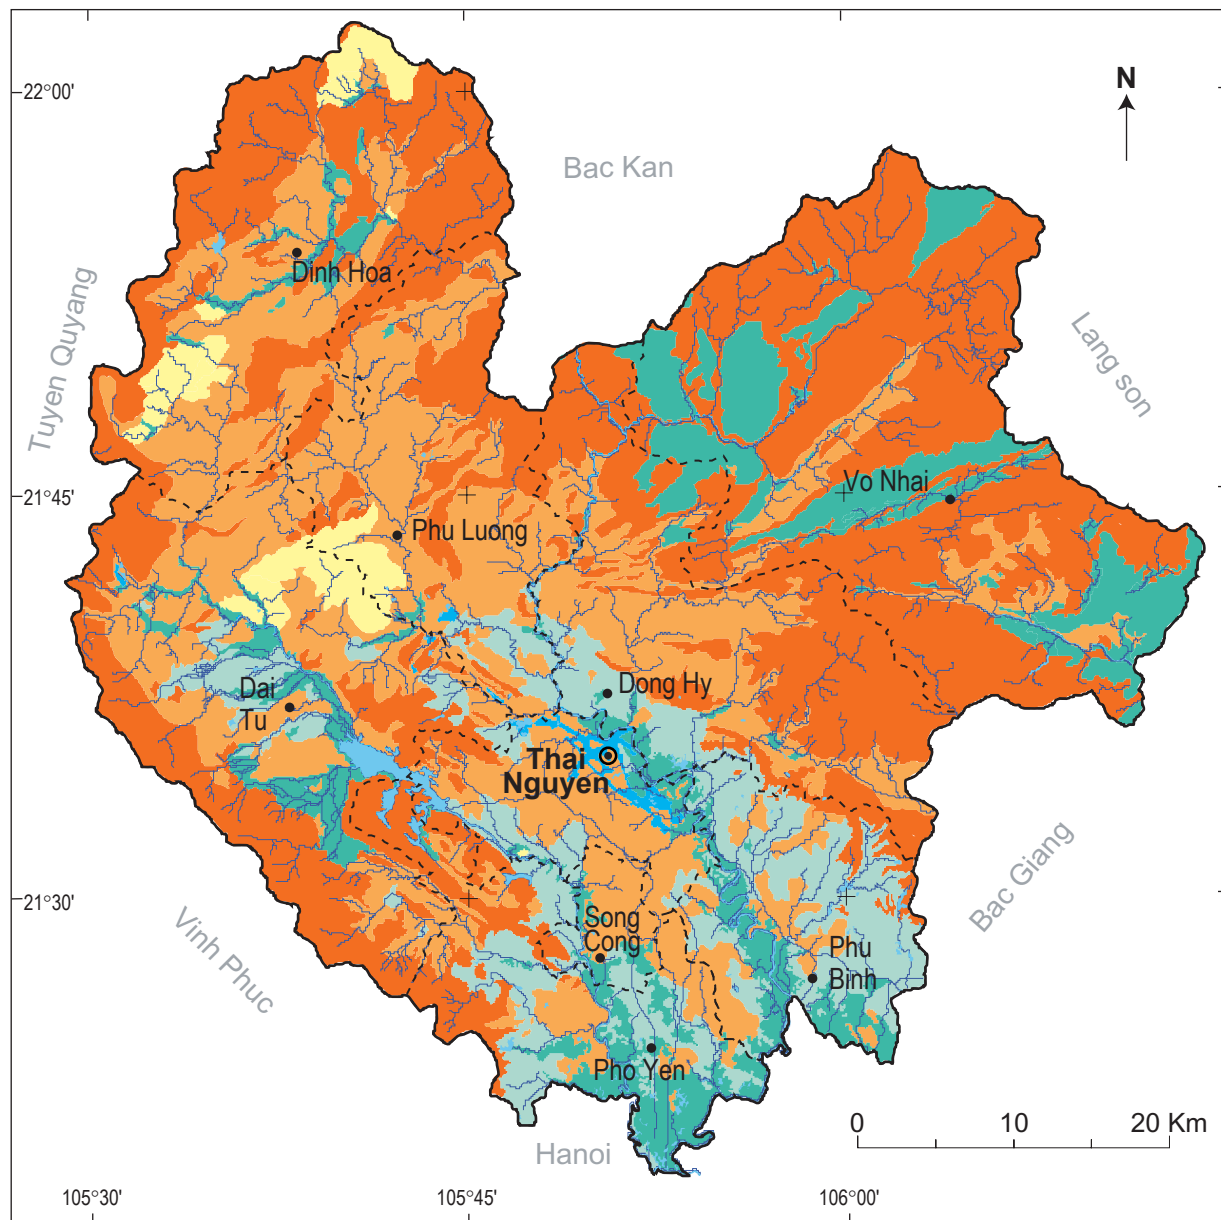 22°00'
N
Bac Kan
Dinh Hoa
Tuyen Quyang
Lang son
21°45'
Vo Nhai
Phu Luong
Dai
Tu
Dong Hy
Thai
Nguyen
Bac Giang
21°30'
Vinh Phuc
Song
Cong
Phu
Binh
Pho Yen
0 10 20 Km
Hanoi
105°30' 105°45' 106°00'